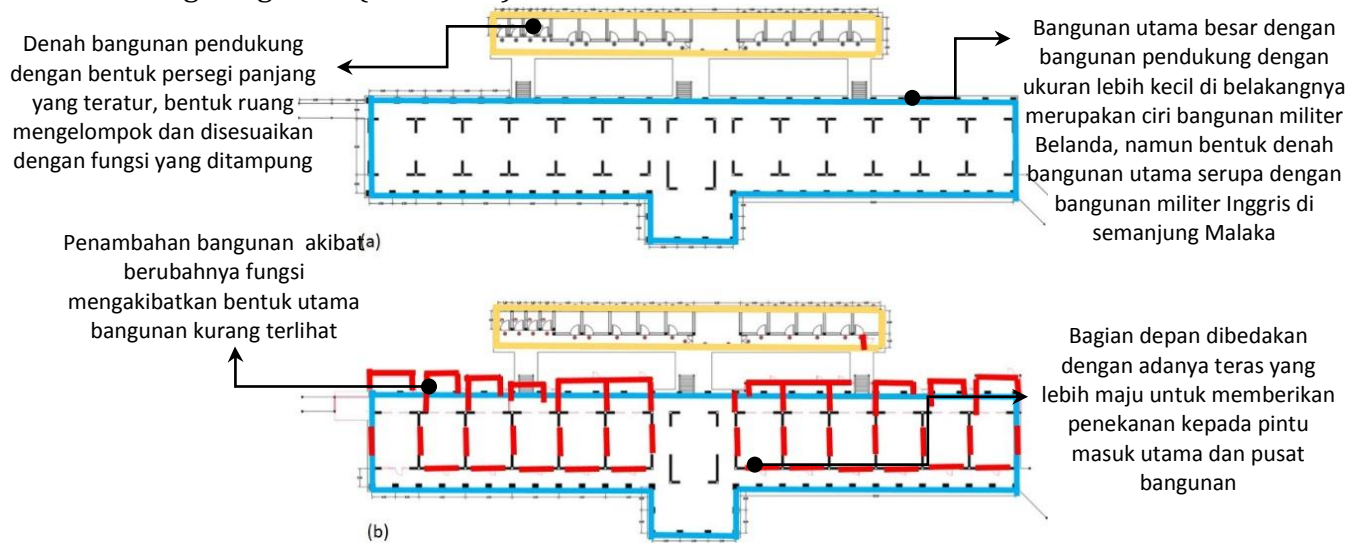 Denah bangunan pendukung
dengan bentuk persegi panjang
yang teratur, bentuk ruang
mengelompok dan disesuaikan
dengan fungsi yang ditampung
Bangunan utama besar dengan
bangunan pendukung dengan
ukuran lebih kecil di belakangnya
merupakan ciri bangunan militer
Belanda, namun bentuk denah
bangunan utama serupa dengan
bangunan militer Inggris di
semanjung Malaka
(a)
Penambahan bangunan akibat
berubahnya fungsi
mengakibatkan bentuk utama
bangunan kurang terlihat
Bagian depan dibedakan
dengan adanya teras yang
lebih maju untuk memberikan
penekanan kepada pintu
masuk utama dan pusat
bangunan
(b)